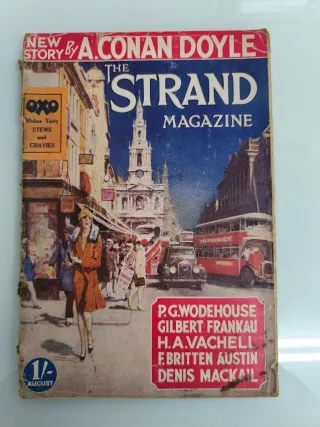 NEW STORY By A. CONAN DOYLE
THE
STRAND
MAGAZINE
OXO
Makes Tasty
STEWS
and
GRAVIES
P.G. WODEHOUSE
GILBERT FRANKAU
H.A. VACHELL
F. BRITTEN AUSTIN
DENIS MACKAIL
1/-
AUGUST